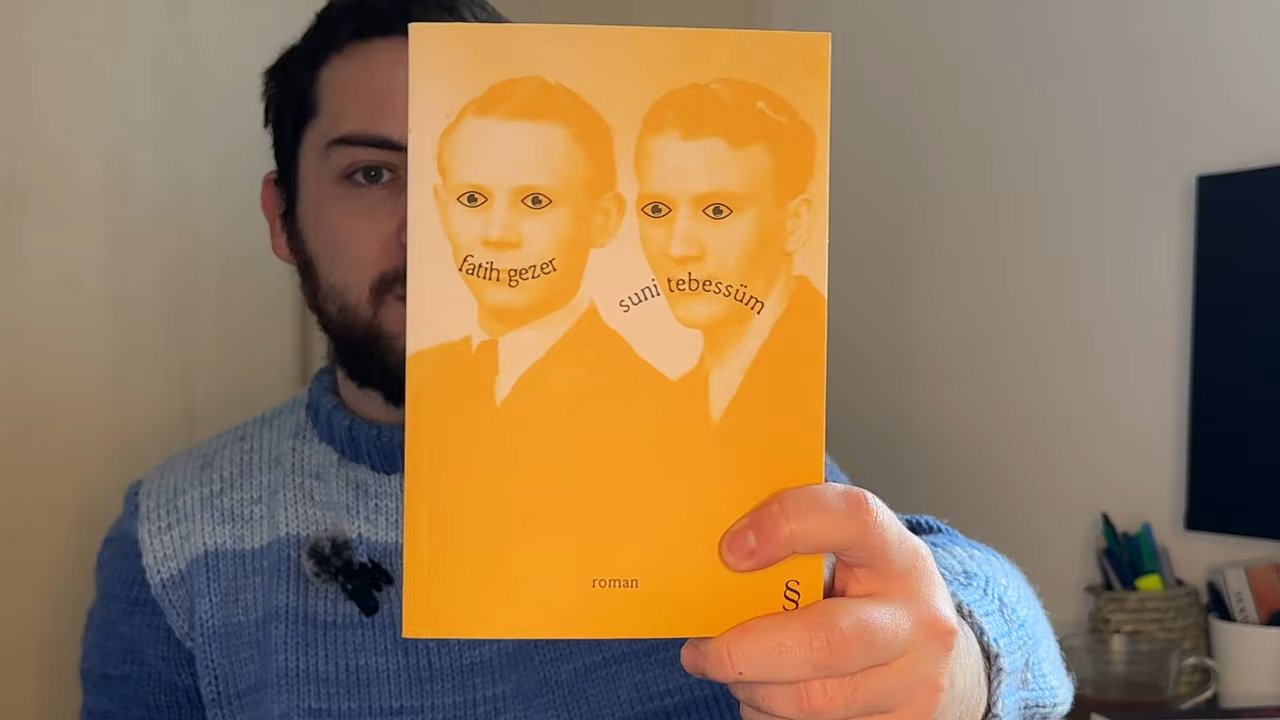 fatih gezer
suni tebessüm
roman
§